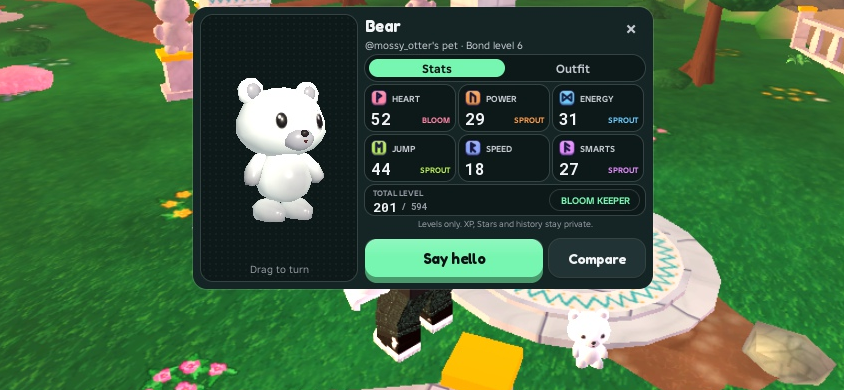 Bear
×
@mossy_otter's pet · Bond level 6
Stats
Outfit
HEART
52
BLOOM
POWER
29
SPROUT
ENERGY
31
SPROUT
JUMP
44
SPROUT
SPEED
18
SMARTS
27
SPROUT
TOTAL LEVEL
201 / 594
BLOOM KEEPER
Levels only. XP, Stars and history stay private.
Drag to turn
Say hello
Compare